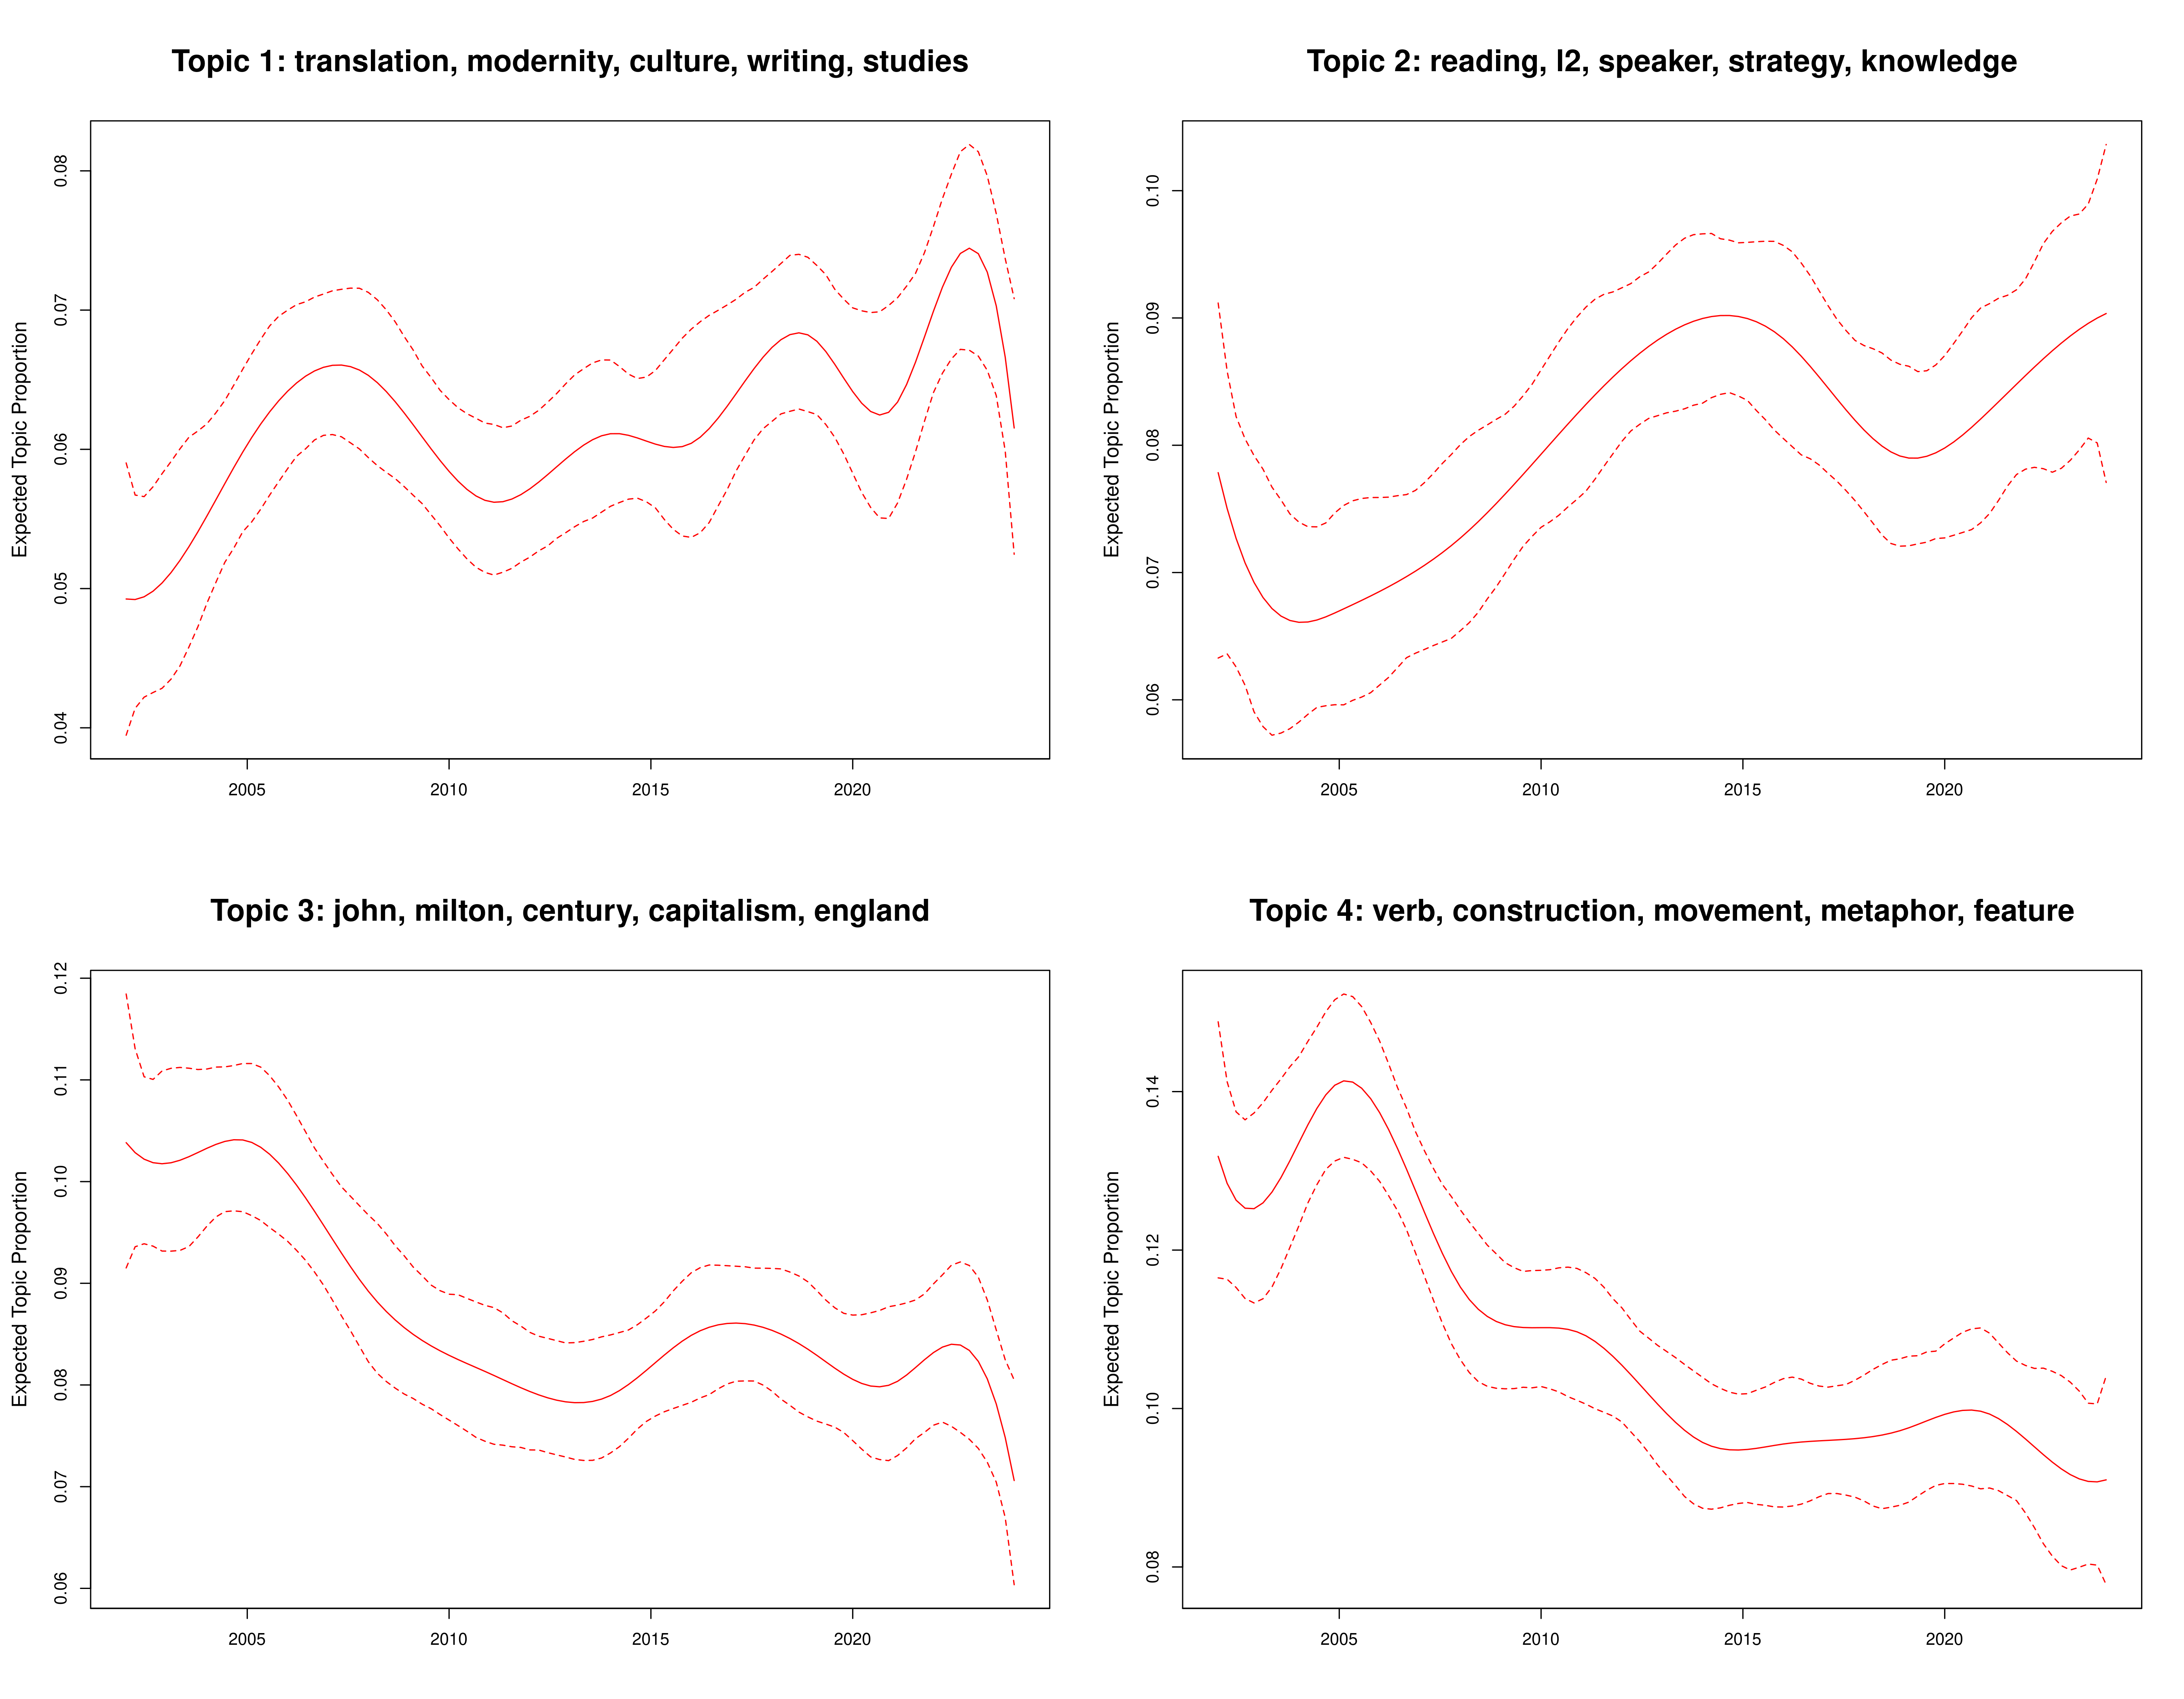 Topic 1: translation, modernity, culture, writing, studies
Expected Topic Proportion
0.08
0.07
0.06
0.05
0.04
2005 2010 2015 2020
Topic 2: reading, l2, speaker, strategy, knowledge
Expected Topic Proportion
0.10
0.09
0.08
0.07
0.06
2005 2010 2015 2020
Topic 3: john, milton, century, capitalism, england
Expected Topic Proportion
0.12
0.11
0.10
0.09
0.08
0.07
0.06
2005 2010 2015 2020
Topic 4: verb, construction, movement, metaphor, feature
Expected Topic Proportion
0.14
0.12
0.10
0.08
2005 2010 2015 2020